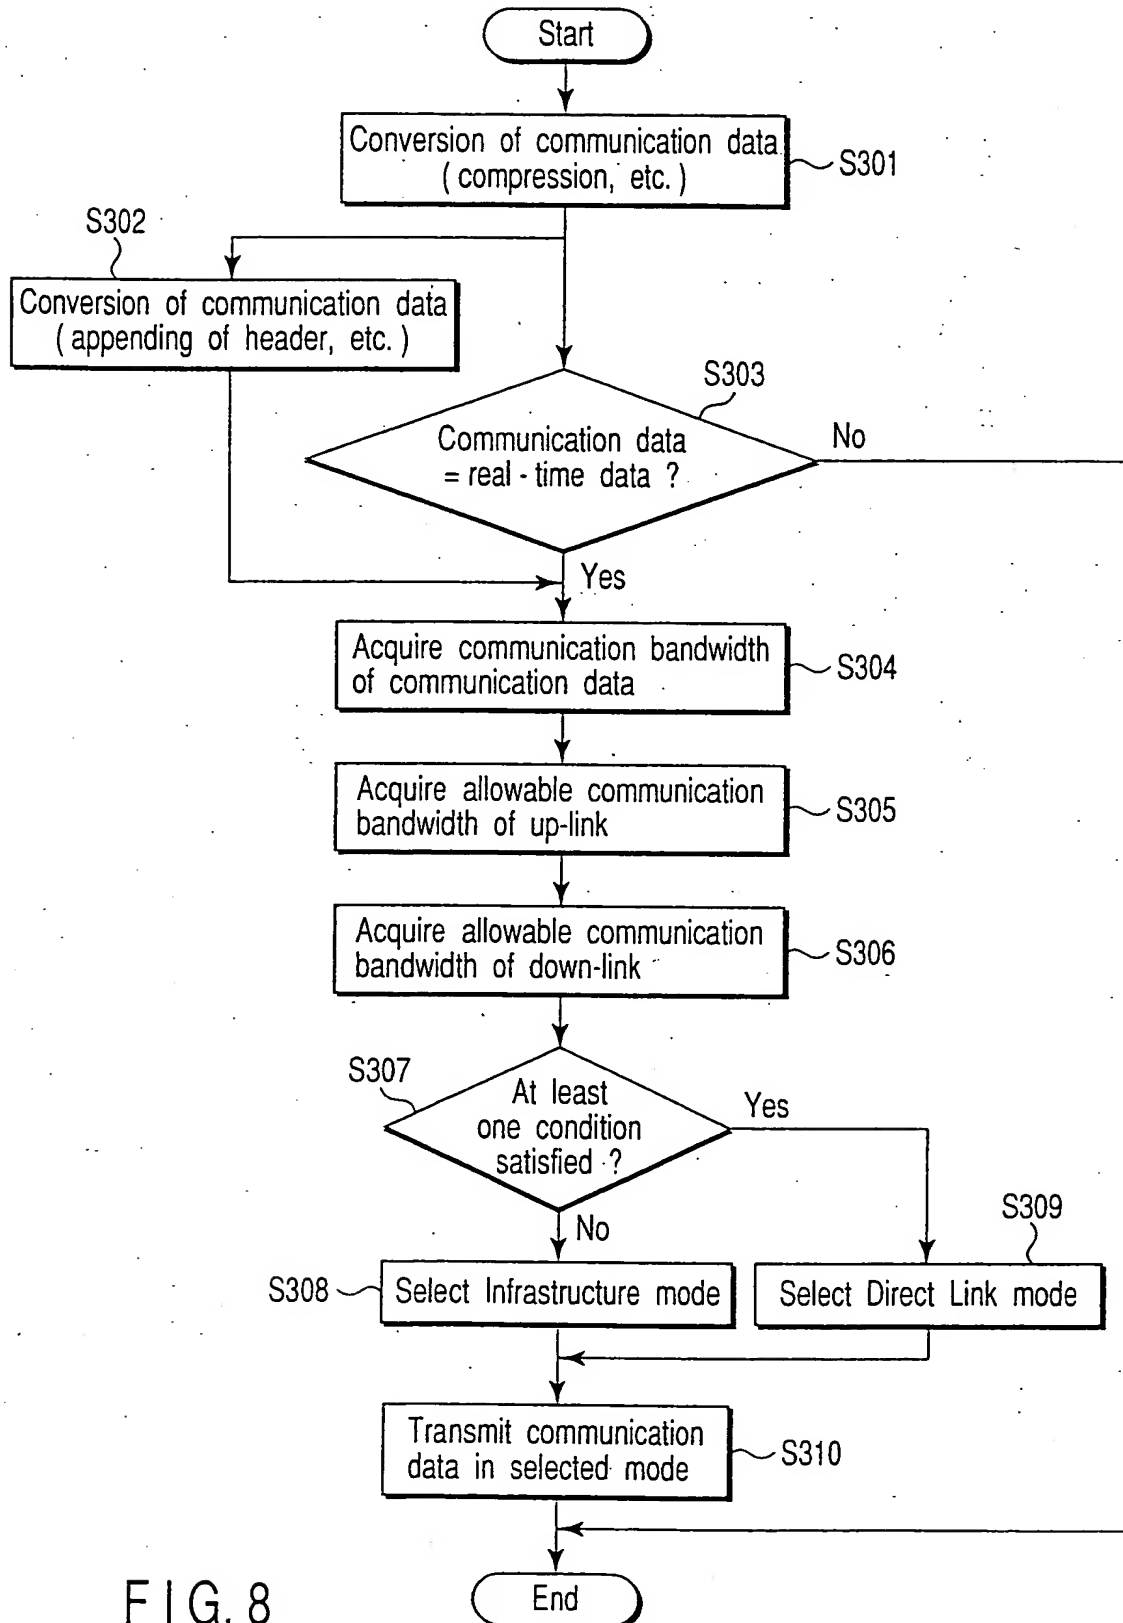 Start
Conversion of communication data
( compression, etc. )
S301
S302
Conversion of communication data
( appending of header, etc. )
S303
Communication data
= real - time data ?
No
Yes
Acquire communication bandwidth
of communication data
S304
Acquire allowable communication
bandwidth of up-link
S305
Acquire allowable communication
bandwidth of down-link
S306
S307
At least
one condition
satisfied ?
Yes
No
S309
S308
Select Infrastructure mode
Select Direct Link mode
Transmit communication
data in selected mode
S310
End
FIG. 8